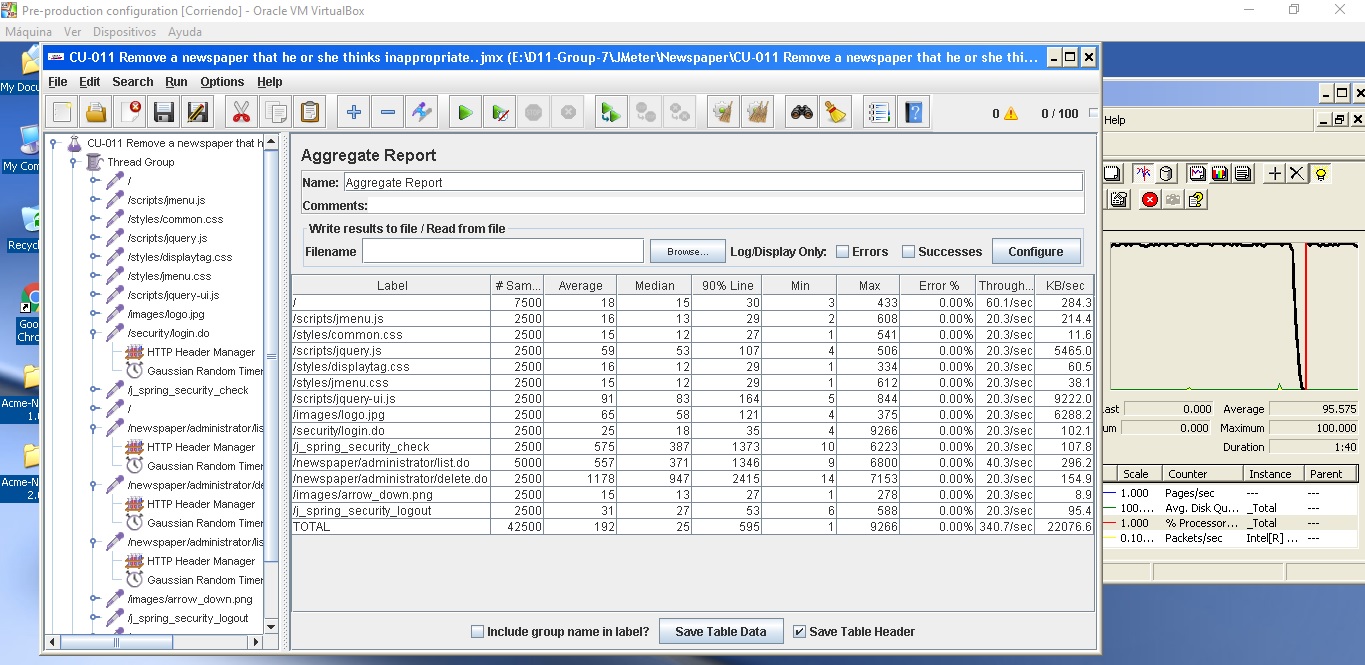 Pre-production configuration [Corriendo] - Oracle VM VirtualBox
Máquina Ver Dispositivos Ayuda
CU-011 Remove a newspaper that he or she thinks inappropriate..jmx (E:\D11-Group-7\JMeter\Newspaper\CU-011 Remove a newspaper that he or she thi...
File Edit Search Run Options Help
0 0 / 100
My Docu
My Com
Recycl
Goo
Chro
Acme-N
1.
Acme-N
2.
CU-011 Remove a newspaper that h
Thread Group
/
/scripts/jmenu.js
/styles/common.css
/scripts/jquery.js
/styles/displaytag.css
/styles/jmenu.css
/scripts/jquery-ui.js
/images/logo.jpg
/security/login.do
HTTP Header Manager
Gaussian Random Timer
/j_spring_security_check
/
/newspaper/administrator/lis
HTTP Header Manager
Gaussian Random Timer
/newspaper/administrator/de
HTTP Header Manager
Gaussian Random Timer
/newspaper/administrator/lis
HTTP Header Manager
Gaussian Random Timer
/images/arrow_down.png
/j_spring_security_logout
Aggregate Report
Name: Aggregate Report
Comments:
Write results to file / Read from file
Filename Browse... Log/Display Only: Errors Successes Configure
Label # Sam... Average Median 90% Line Min Max Error % Through... KB/sec
/ 7500 18 15 30 3 433 0.00% 60.1/sec 284.3
/scripts/jmenu.js 2500 16 13 29 2 608 0.00% 20.3/sec 214.4
/styles/common.css 2500 15 12 27 1 541 0.00% 20.3/sec 11.6
/scripts/jquery.js 2500 59 53 107 4 506 0.00% 20.3/sec 5465.0
/styles/displaytag.css 2500 16 12 29 1 334 0.00% 20.3/sec 60.5
/styles/jmenu.css 2500 15 12 29 1 612 0.00% 20.3/sec 38.1
/scripts/jquery-ui.js 2500 91 83 164 5 844 0.00% 20.3/sec 9222.0
/images/logo.jpg 2500 65 58 121 4 375 0.00% 20.3/sec 6288.2
/security/login.do 2500 25 18 35 4 9266 0.00% 20.3/sec 102.1
/j_spring_security_check 2500 575 387 1373 10 6223 0.00% 20.3/sec 107.8
/newspaper/administrator/list.do 5000 557 371 1346 9 6800 0.00% 40.3/sec 296.2
/newspaper/administrator/delete.do 2500 1178 947 2415 14 7153 0.00% 20.3/sec 154.9
/images/arrow_down.png 2500 15 13 27 1 278 0.00% 20.3/sec 8.9
/j_spring_security_logout 2500 31 27 53 6 588 0.00% 20.3/sec 95.4
TOTAL 42500 192 25 595 1 9266 0.00% 340.7/sec 22076.6
Include group name in label? Save Table Data Save Table Header
Help
ast 0.000 Average 95.575
um 0.000 Maximum 100.000
Duration 1:40
Scale Counter Instance Parent
1.000 Pages/sec --- ---
100.... Avg. Disk Qu... _Total ---
1.000 % Processor... _Total ---
0.10... Packets/sec Intel[R] ... ---